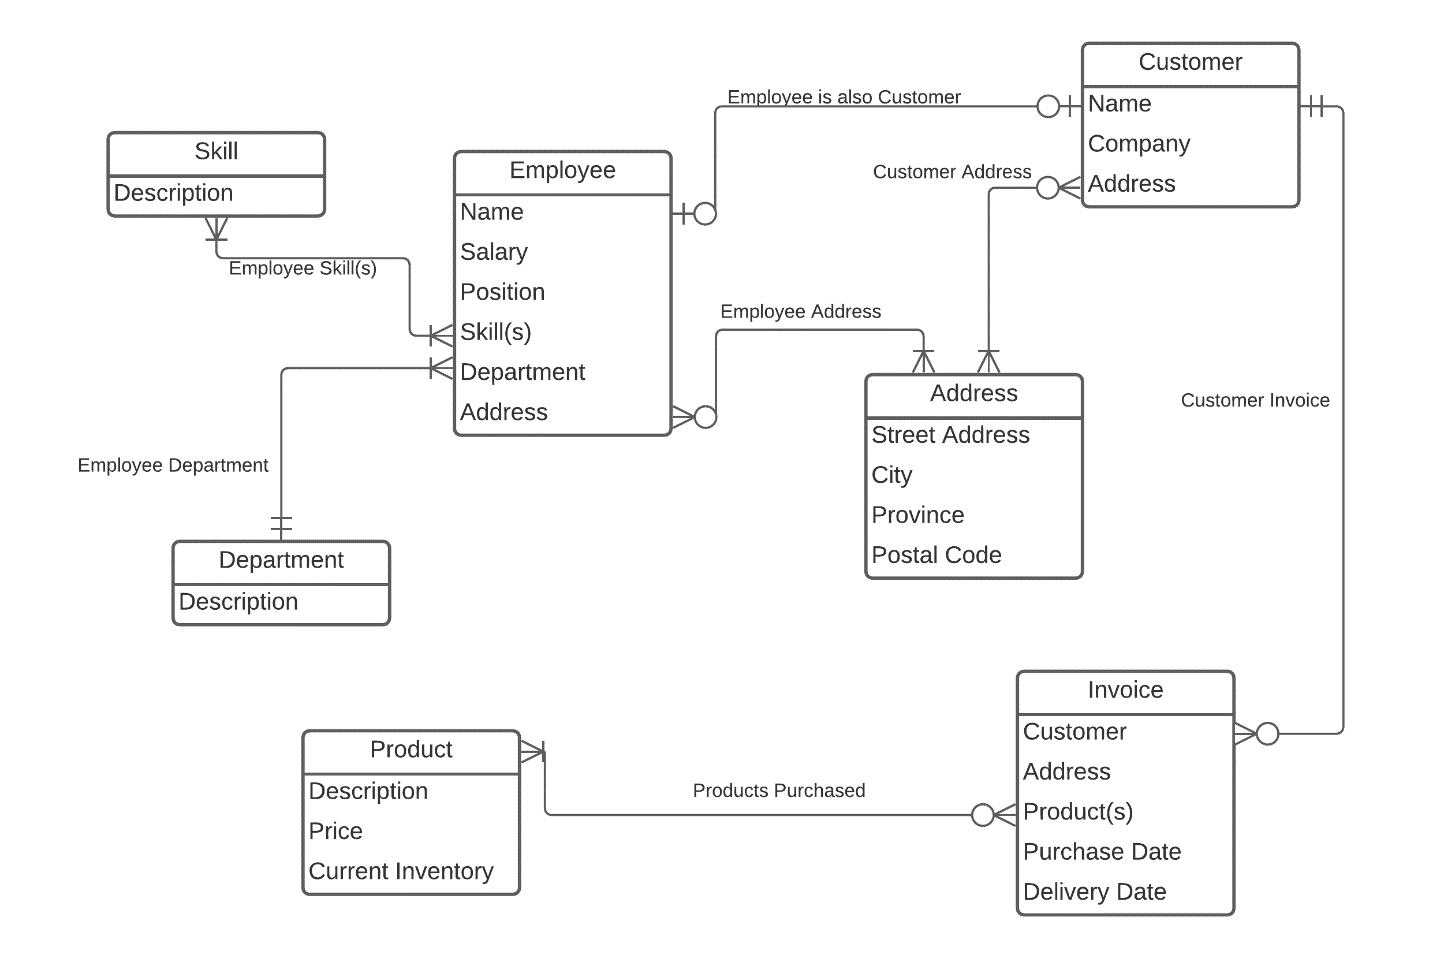 Customer
Name
Company
Address
Employee is also Customer
Customer Address
Skill
Description
Employee Skill(s)
Employee
Name
Salary
Position
Skill(s)
Department
Address
Employee Address
Address
Street Address
City
Province
Postal Code
Customer Invoice
Employee Department
Department
Description
Invoice
Customer
Address
Product(s)
Purchase Date
Delivery Date
Products Purchased
Product
Description
Price
Current Inventory